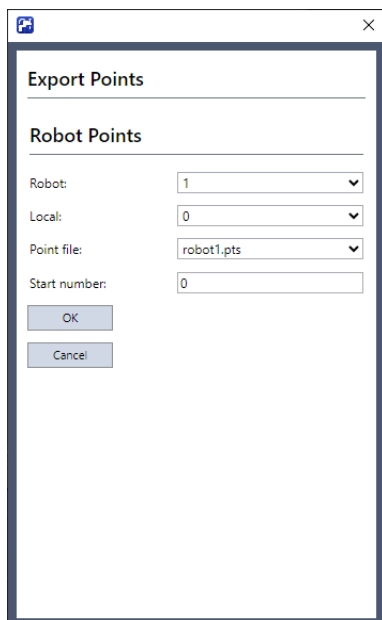 Export Points
Robot Points
Robot: 1
Local: 0
Point file: robot1.pts
Start number: 0
OK
Cancel